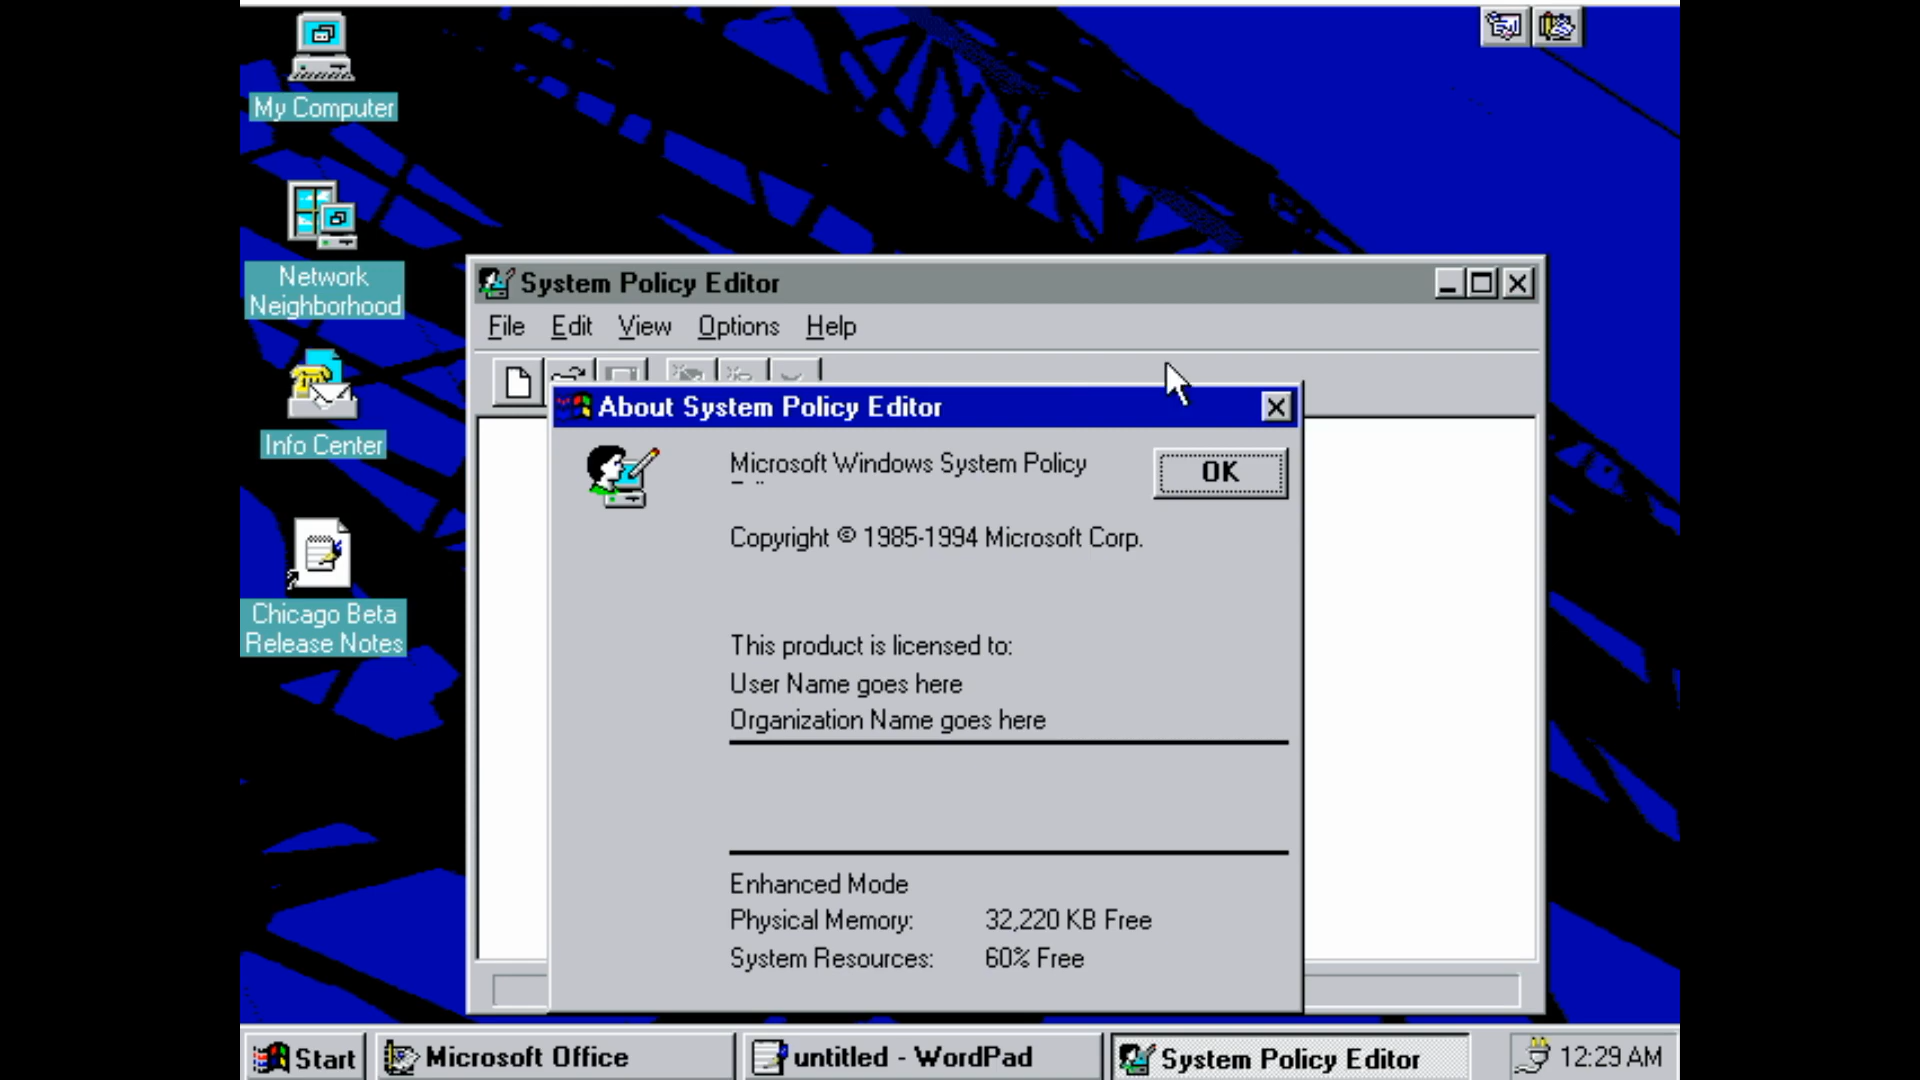 My Computer
Network
Neighborhood
Info Center
Chicago Beta
Release Notes
System Policy Editor
File Edit View Options Help
About System Policy Editor
Microsoft Windows System Policy
OK
Copyright © 1985-1994 Microsoft Corp.
This product is licensed to:
User Name goes here
Organization Name goes here
Enhanced Mode
Physical Memory: 32,220 KB Free
System Resources: 60% Free
Start
Microsoft Office
untitled - WordPad
System Policy Editor
12:29 AM